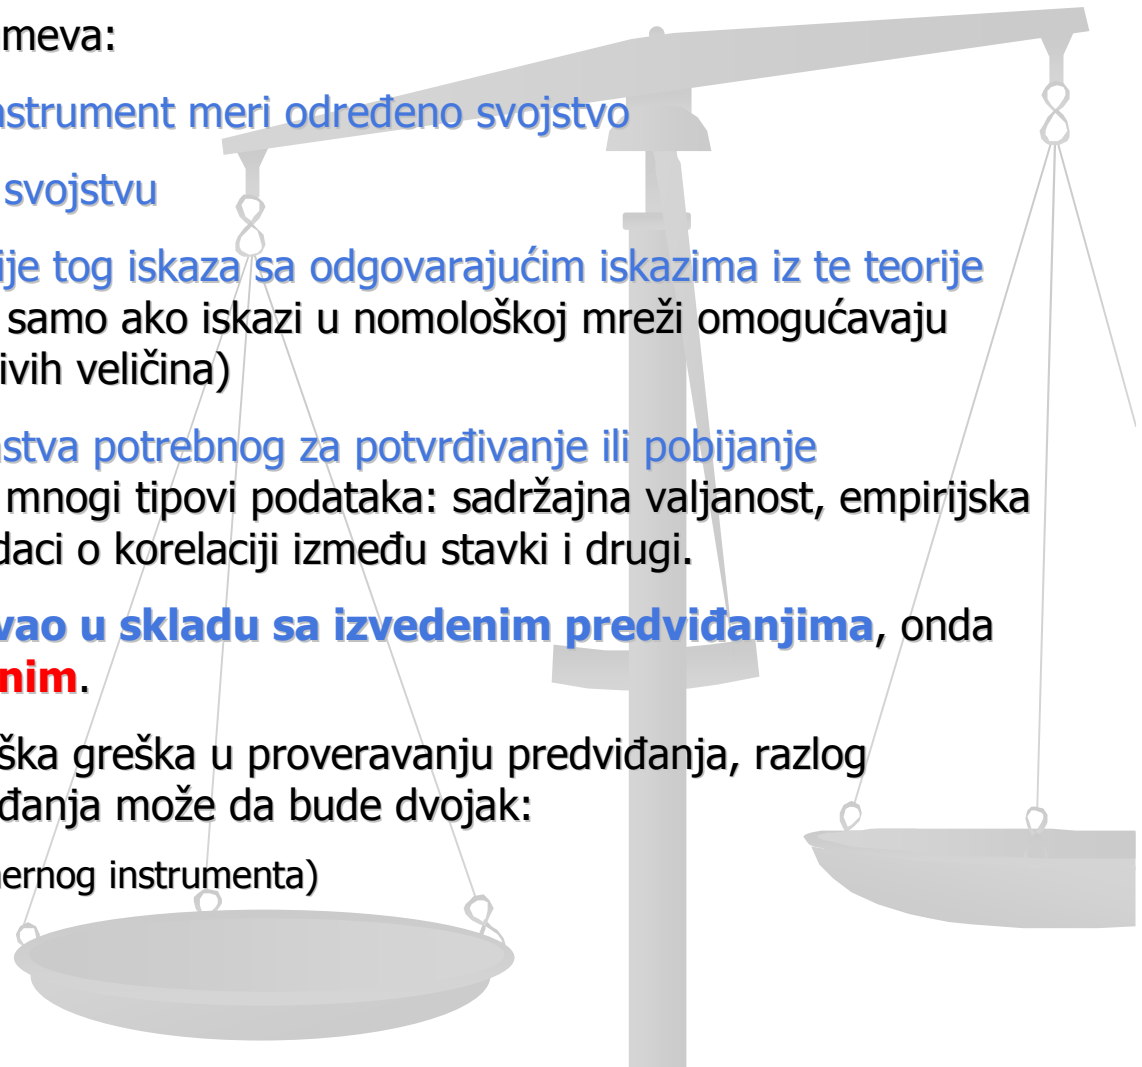 meva:
nstrument meri određeno svojstvo
svojstvu
ije tog iskaza sa odgovarajućim iskazima iz te teorije
samo ako iskazi u nomološkoj mreži omogućavaju
ivih veličina)
nstva potrebnog za potvrđivanje ili pobijanje
mnogi tipovi podataka: sadržajna valjanost, empirijska
daci o korelaciji između stavki i drugi.
vao u skladu sa izvedenim predviđanjima, onda
nim.
ška greška u proveravanju predviđanja, razlog
đanja može da bude dvojak:
nernog instrumenta)